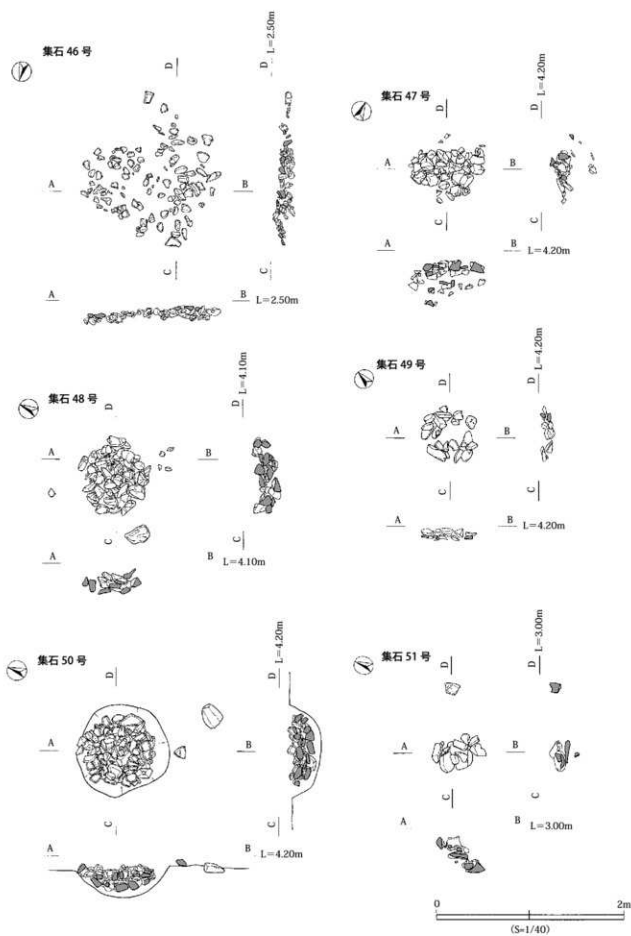 集石 46 号
D
D
L=2.50m
A
B
C
C
A
B
L=2.50m
集石 47 号
D
D
L=4.20m
A
B
C
C
A
B
L=4.20m
集石 48 号
D
D
L=4.10m
A
B
C
C
A
B
L=4.10m
集石 49 号
D
D
L=4.20m
A
B
C
C
A
B
L=4.20m
集石 50 号
D
D
L=4.20m
A
B
C
C
A
B
L=4.20m
集石 51 号
D
D
L=3.00m
A
B
C
C
A
B
L=3.00m
0
2m
(S=1/40)